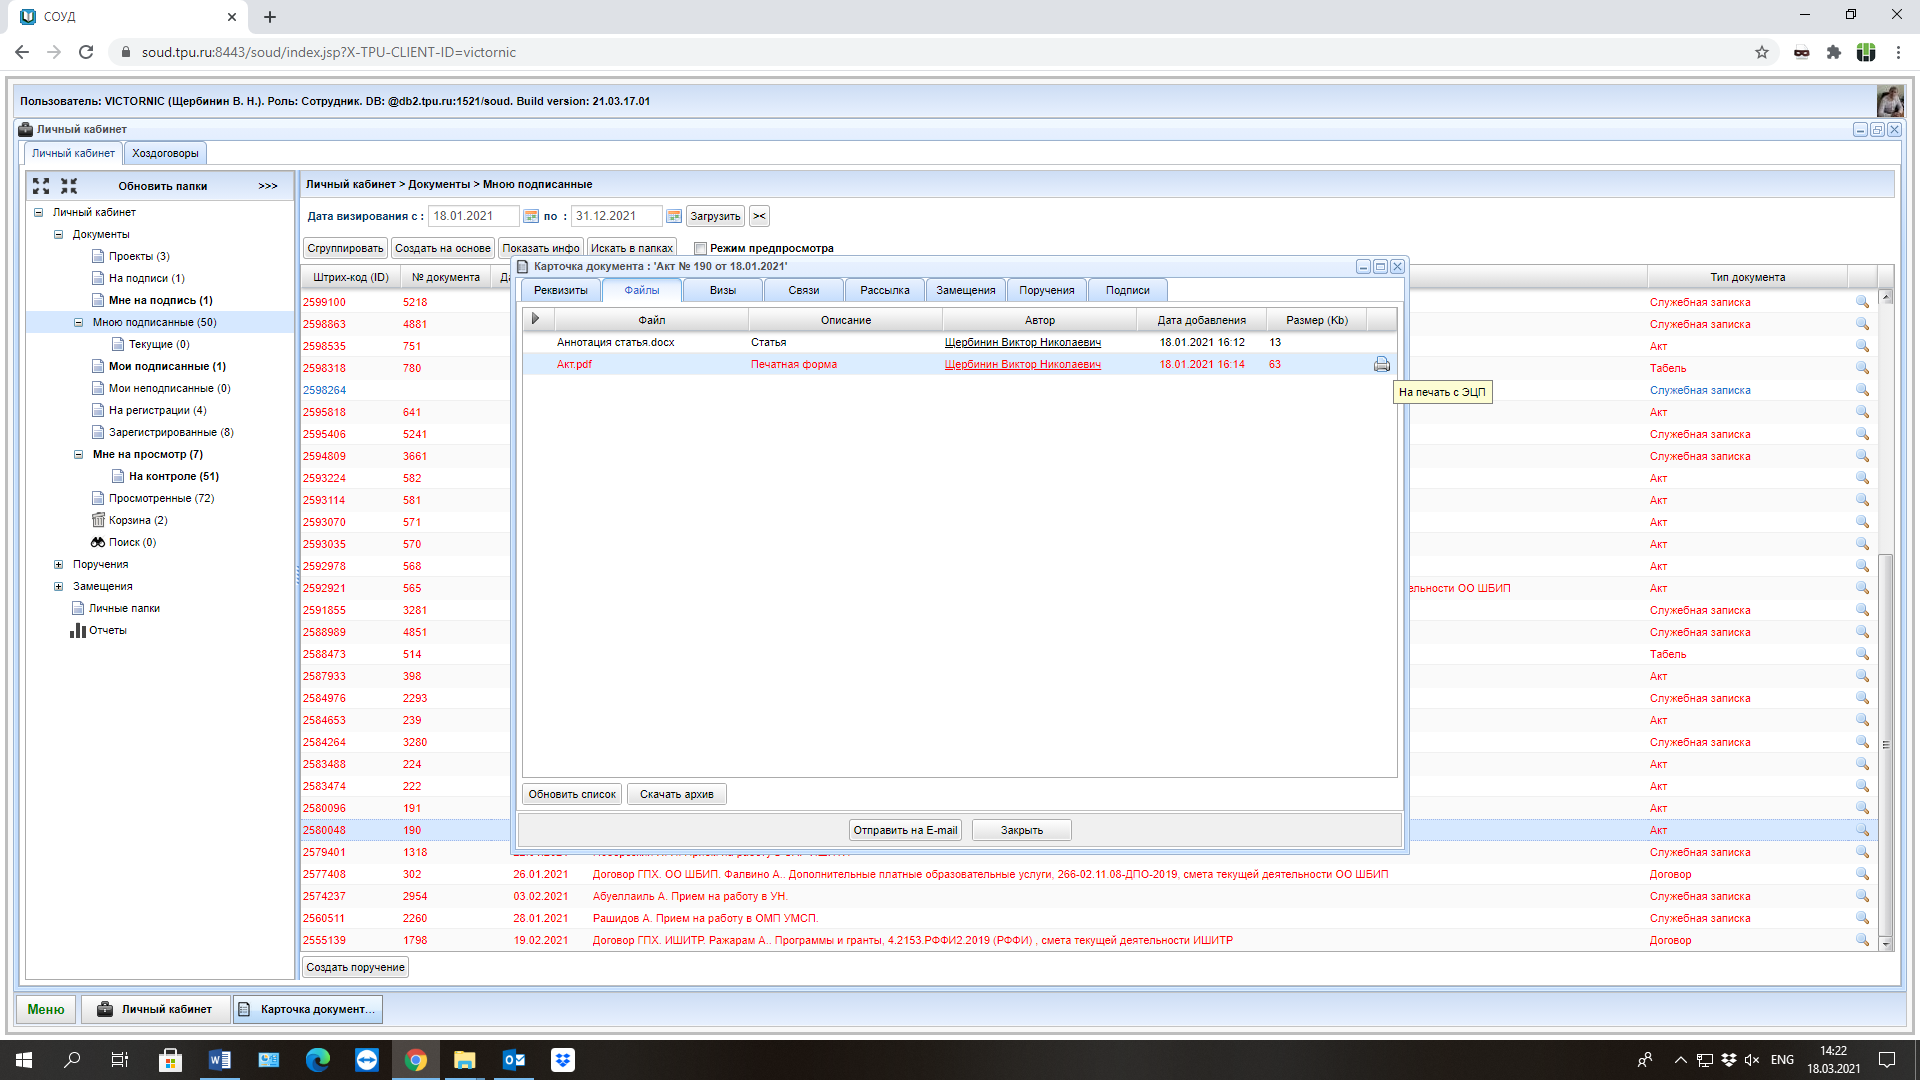 СОУД
soud.tpu.ru:8443/soud/index.jsp?X-TPU-CLIENT-ID=victornic
Пользователь: VICTORNIC (Щербинин В. Н.). Роль: Сотрудник. DB: @db2.tpu.ru:1521/soud. Build version: 21.03.17.01
Личный кабинет
Личный кабинет Хоздоговоры
Обновить папки >>>
Личный кабинет
Документы
Проекты (3)
На подписи (1)
Мне на подпись (1)
Мною подписанные (50)
Текущие (0)
Мои подписанные (1)
Мои неподписанные (0)
На регистрации (4)
Зарегистрированные (8)
Мне на просмотр (7)
На контроле (51)
Просмотренные (72)
Корзина (2)
Поиск (0)
Поручения
Замещения
Личные папки
Отчеты
Личный кабинет > Документы > Мною подписанные
Дата визирования с : 18.01.2021 по : 31.12.2021 Загрузить ><
Сгруппировать Создать на основе Показать инфо Искать в папках Режим предпросмотра
Штрих-код (ID) № документа Тип документа
2599100 5218 Служебная записка
2598863 4881 Служебная записка
2598535 751 Акт
2598318 780 Табель
2598264 Служебная записка
2595818 641 Акт
2595406 5241 Служебная записка
2594809 3661 Служебная записка
2593224 582 Акт
2593114 581 Акт
2593070 571 Акт
2593035 570 Акт
2592978 568 Акт
2592921 565 ОО ШБИП Акт
2591855 3281 Служебная записка
2588989 4851 Служебная записка
2588473 514 Табель
2587933 398 Акт
2584976 2293 Служебная записка
2584653 239 Акт
2584264 3280 Служебная записка
2583488 224 Акт
2583474 222 Акт
2580096 191 Акт
2580048 190 Акт
2579401 1318 Служебная записка
2577408 302 26.01.2021 Договор ГПХ. ОО ШБИП. Фалвино А.. Дополнительные платные образовательные услуги, 266-02.11.08-ДПО-2019, смета текущей деятельности ОО ШБИП Договор
2574237 2954 03.02.2021 Абуеллаиль А. Прием на работу в УН. Служебная записка
2560511 2260 28.01.2021 Рашидов А. Прием на работу в ОМП УМСП. Служебная записка
2555139 1798 19.02.2021 Договор ГПХ. ИШИТР. Ражарам А.. Программы и гранты, 4.2153.РФФИ2.2019 (РФФИ) , смета текущей деятельности ИШИТР Договор
Создать поручение
Карточка документа : 'Акт № 190 от 18.01.2021'
Реквизиты Файлы Визы Связи Рассылка Замещения Поручения Подписи
Файл Описание Автор Дата добавления Размер (Kb)
Аннотация статья.docx Статья Щербинин Виктор Николаевич 18.01.2021 16:12 13
Акт.pdf Печатная форма Щербинин Виктор Николаевич 18.01.2021 16:14 63
На печать с ЭЦП
Обновить список Скачать архив
Отправить на E-mail Закрыть
Меню Личный кабинет Карточка документ...
ENG
14:22
18.03.2021